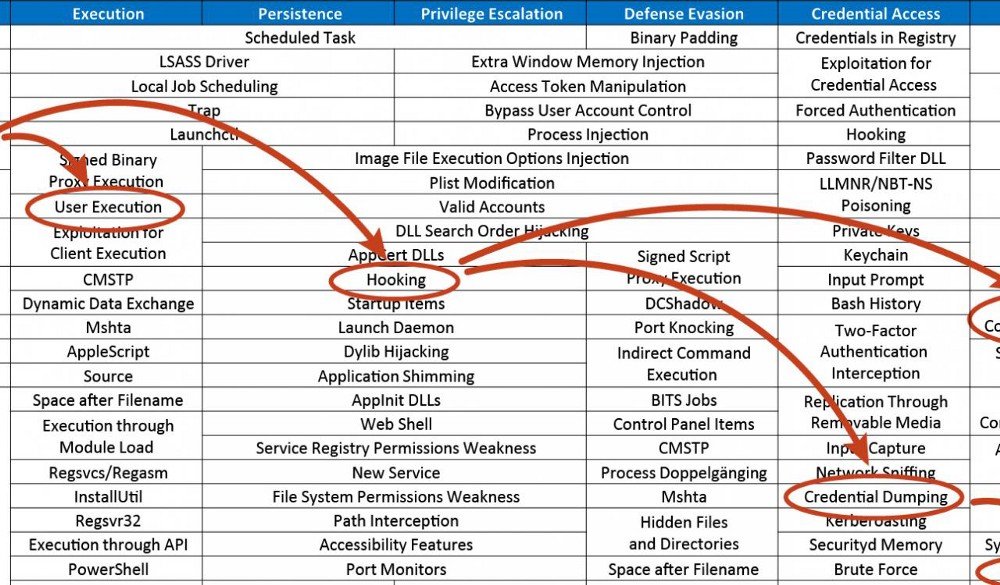 Execution Persistence Privilege Escalation Defense Evasion Credential Access
Scheduled Task Binary Padding Credentials in Registry
LSASS Driver Extra Window Memory Injection Exploitation for
Local Job Scheduling Access Token Manipulation Credential Access
Trap Bypass User Account Control Forced Authentication
Launchctl Process Injection Hooking
Signed Binary Image File Execution Options Injection Password Filter DLL
Proxy Execution Plist Modification LLMNR/NBT-NS
User Execution Valid Accounts Poisoning
Exploitation for DLL Search Order Hijacking Private Keys
Client Execution AppCert DLLs Signed Script Keychain
CMSTP Hooking Proxy Execution Input Prompt
Dynamic Data Exchange Startup Items DCShadow Bash History
Mshta Launch Daemon Port Knocking Two-Factor
AppleScript Dylib Hijacking Indirect Command Authentication
Source Application Shimming Execution Interception
Space after Filename AppInit DLLs BITS Jobs Replication Through
Execution through Web Shell Control Panel Items Removable Media
Module Load Service Registry Permissions Weakness CMSTP Input Capture
Regsvcs/Regasm New Service Process Doppelgänging Network Sniffing
InstallUtil File System Permissions Weakness Mshta Credential Dumping
Regsvr32 Path Interception Hidden Files Kerberoasting
Execution through API Accessibility Features and Directories Securityd Memory
PowerShell Port Monitors Space after Filename Brute Force